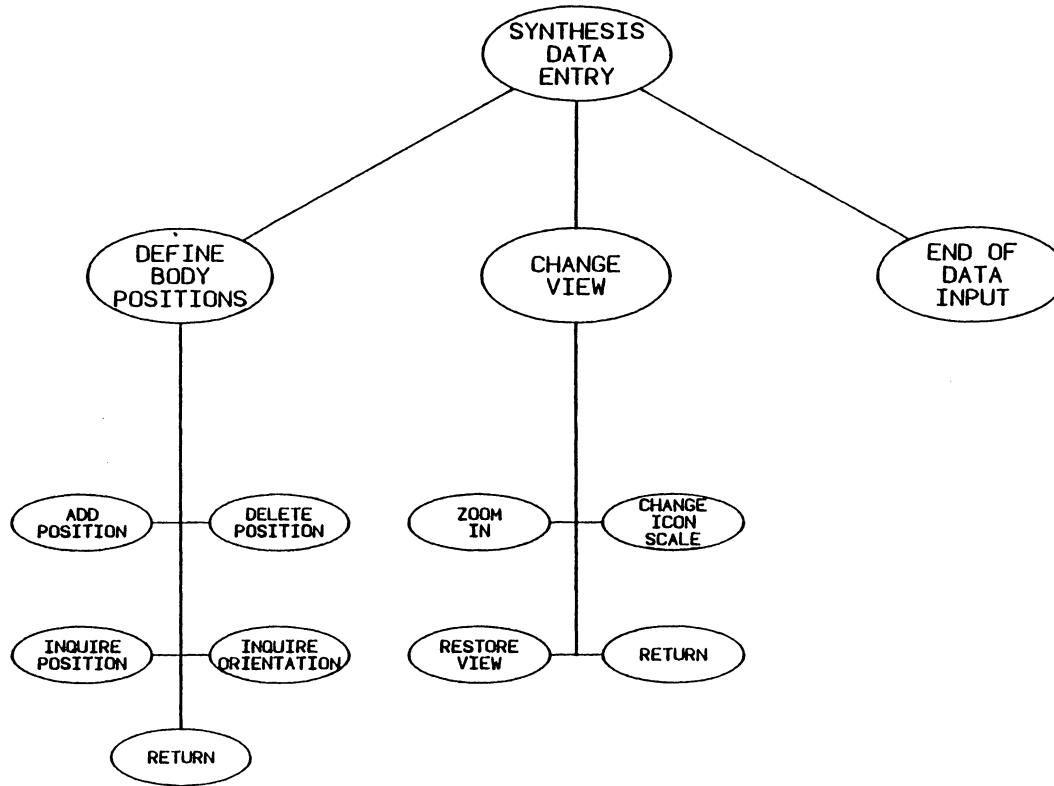 SYNTHESIS
DATA
ENTRY
DEFINE
BODY
POSITIONS
CHANGE
VIEW
END OF
DATA
INPUT
ADD
POSITION
DELETE
POSITION
ZOOM
IN
CHANGE
ICON
SCALE
INQUIRE
POSITION
INQUIRE
ORIENTATION
RESTORE
VIEW
RETURN
RETURN